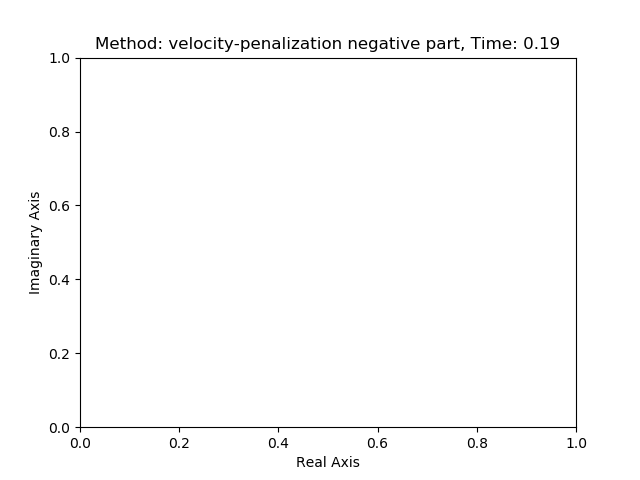 Method: velocity-penalization negative part, Time: 0.19
1.0
0.8
0.6
0.4
0.2
0.0
Imaginary Axis
0.0 0.2 0.4 0.6 0.8 1.0
Real Axis